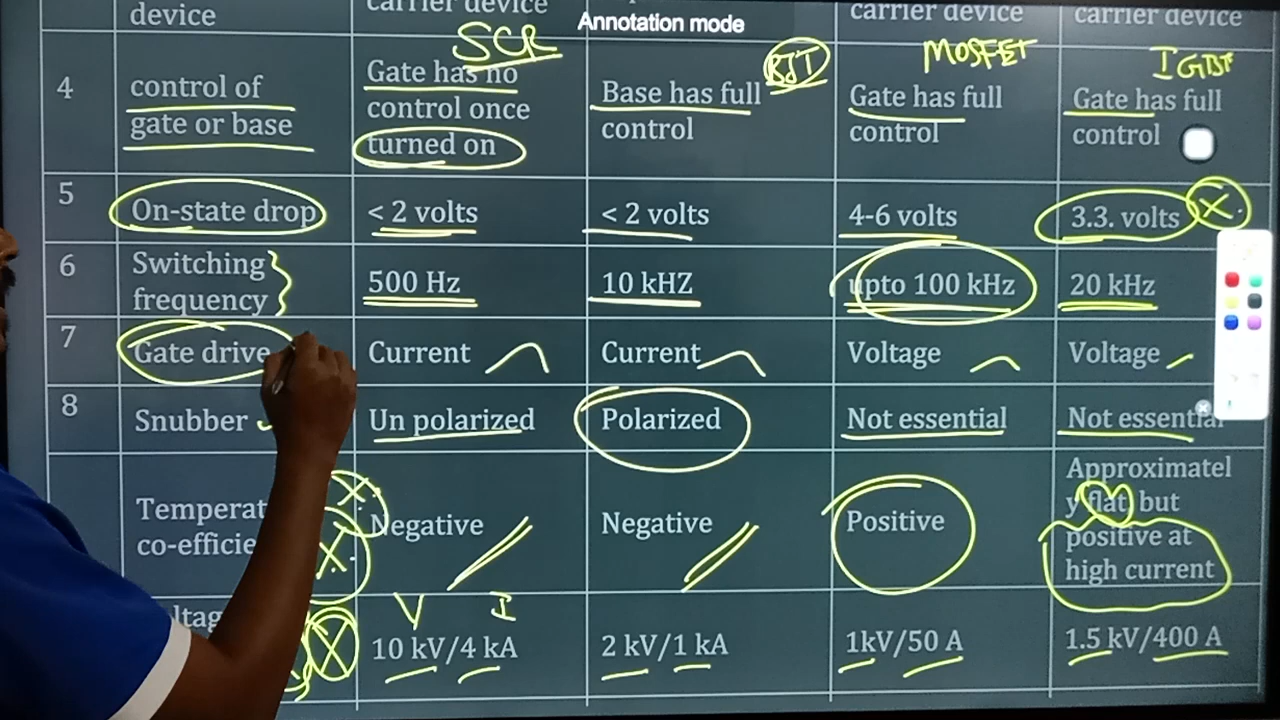 device
carrier device
carrier device
carrier device
Annotation mode
SCR
BJT
MOSFET
IGBT
4
control of
gate or base
Gate has no
control once
turned on
Base has full
control
Gate has full
control
Gate has full
control
5
On-state drop
< 2 volts
< 2 volts
4-6 volts
3.3. volts
6
Switching
frequency
500 Hz
10 kHZ
upto 100 kHz
20 kHz
7
Gate drive
Current
Current
Voltage
Voltage
8
Snubber
Un polarized
Polarized
Not essential
Not essential
Temperat
co-efficie
Negative
Negative
Positive
Approximatel
y flat, but
positive at
high current
ltag
V I
10 kV/4 kA
2 kV/1 kA
1kV/50 A
1.5 kV/400 A